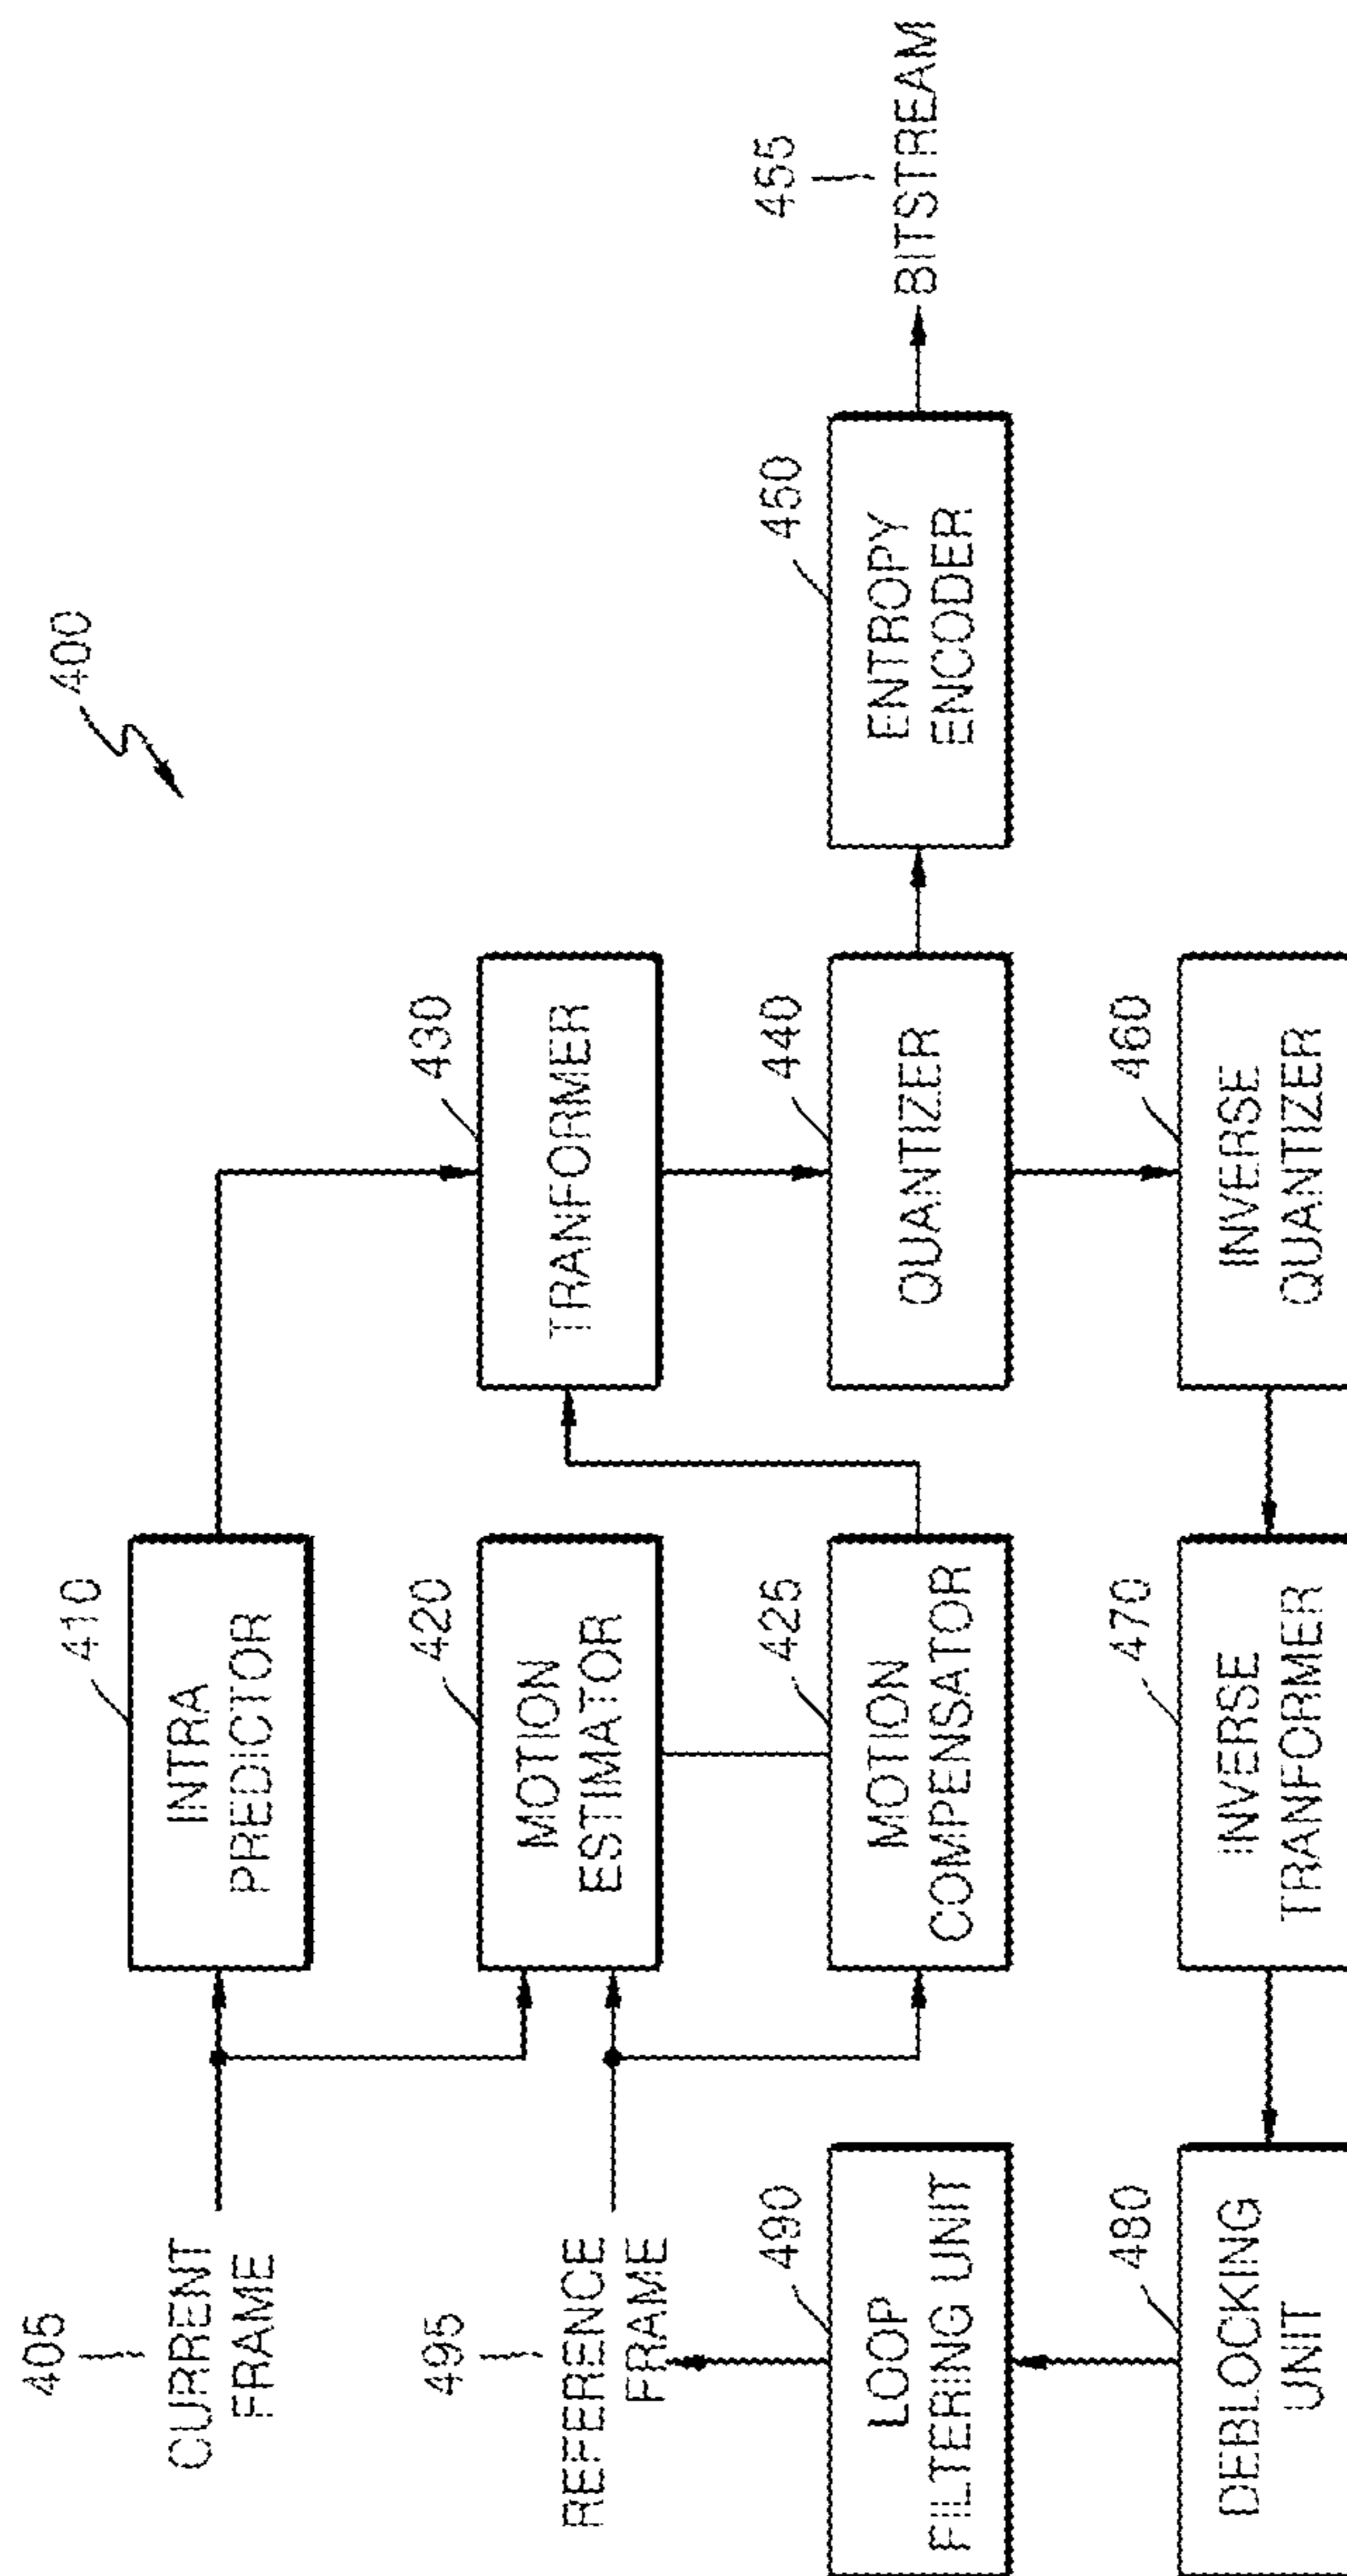 400
405
CURRENT
FRAME
410
INTRA
PREDICTOR
495
REFERENCE
FRAME
420
MOTION
ESTIMATOR
430
TRANFORMER
490
LOOP
FILTERING UNIT
425
MOTION
COMPENSATOR
440
QUANTIZER
450
ENTROPY
ENCODER
455
BITSTREAM
480
DEBLOCKING
UNIT
470
INVERSE
TRANFORMER
460
INVERSE
QUANTIZER